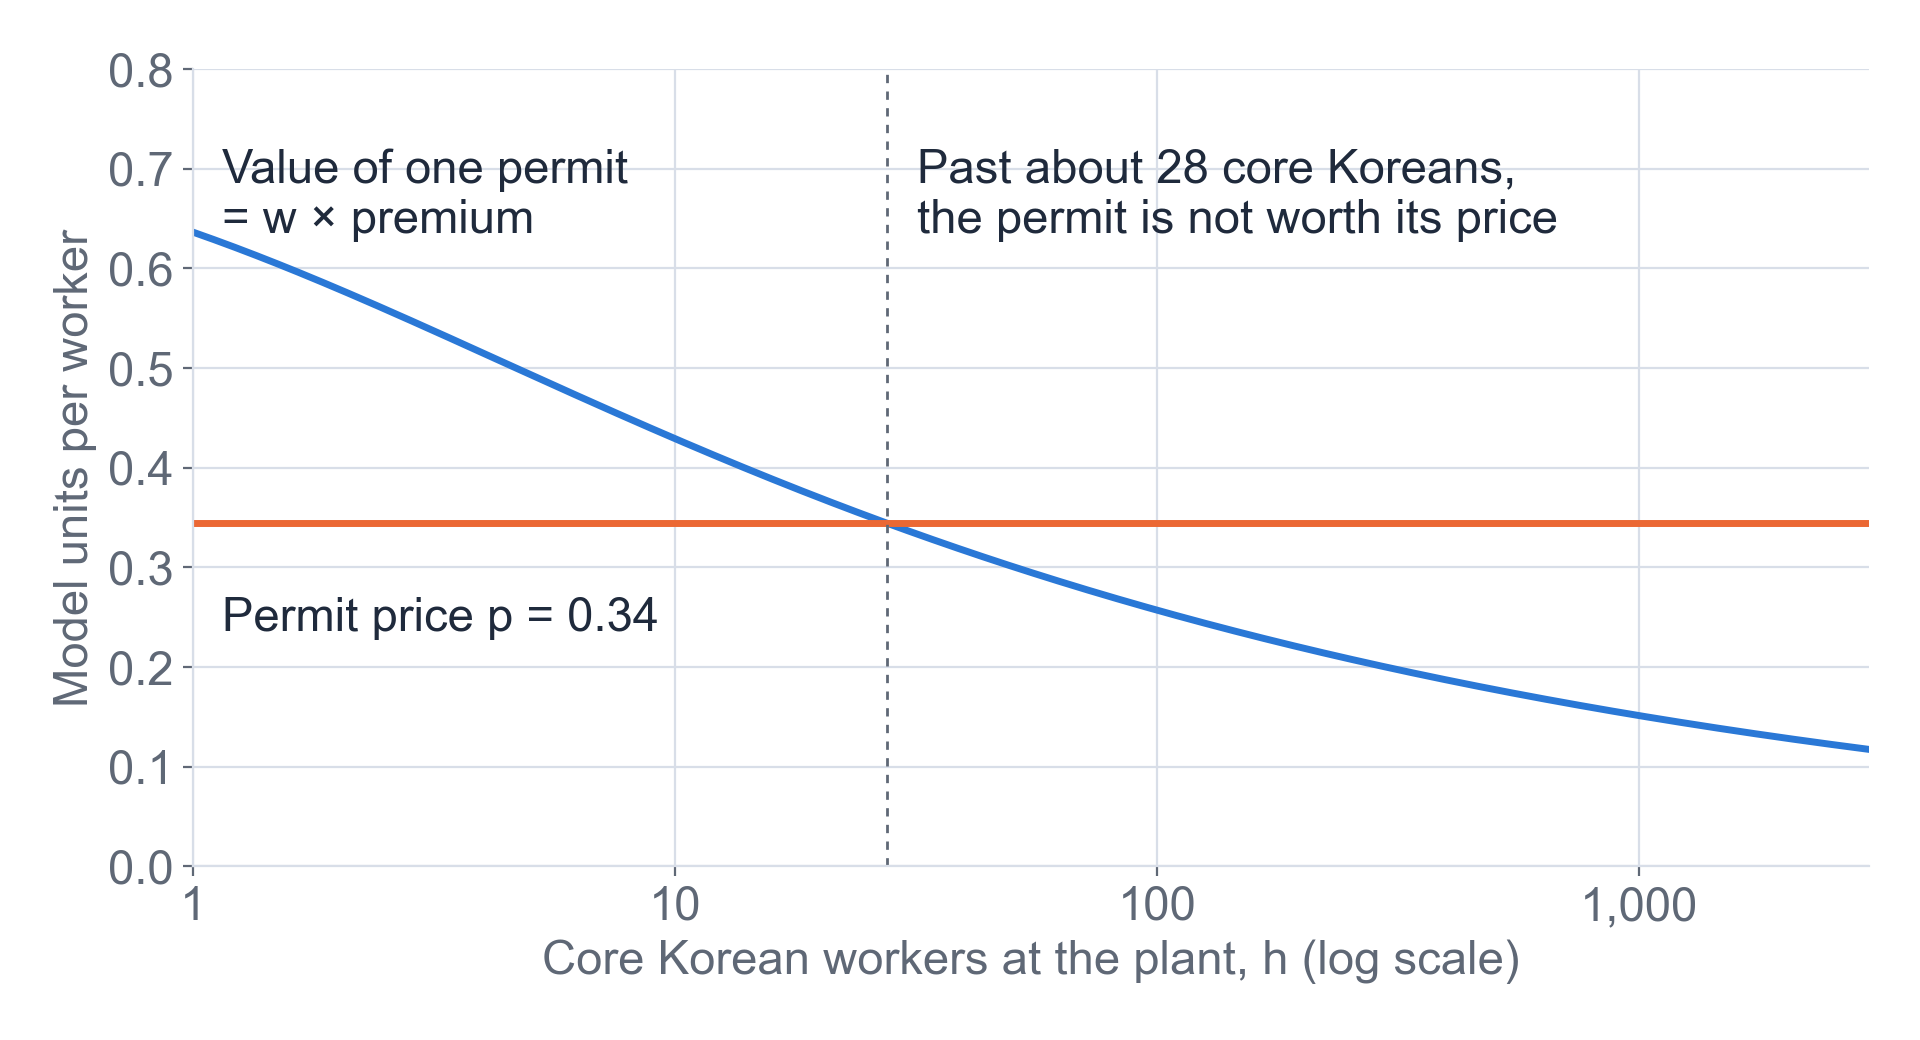 0.8
0.7
0.6
0.5
0.4
0.3
0.2
0.1
0.0
Model units per worker
Value of one permit
= w × premium
Past about 28 core Koreans,
the permit is not worth its price
Permit price p = 0.34
1
10
100
1,000
Core Korean workers at the plant, h (log scale)